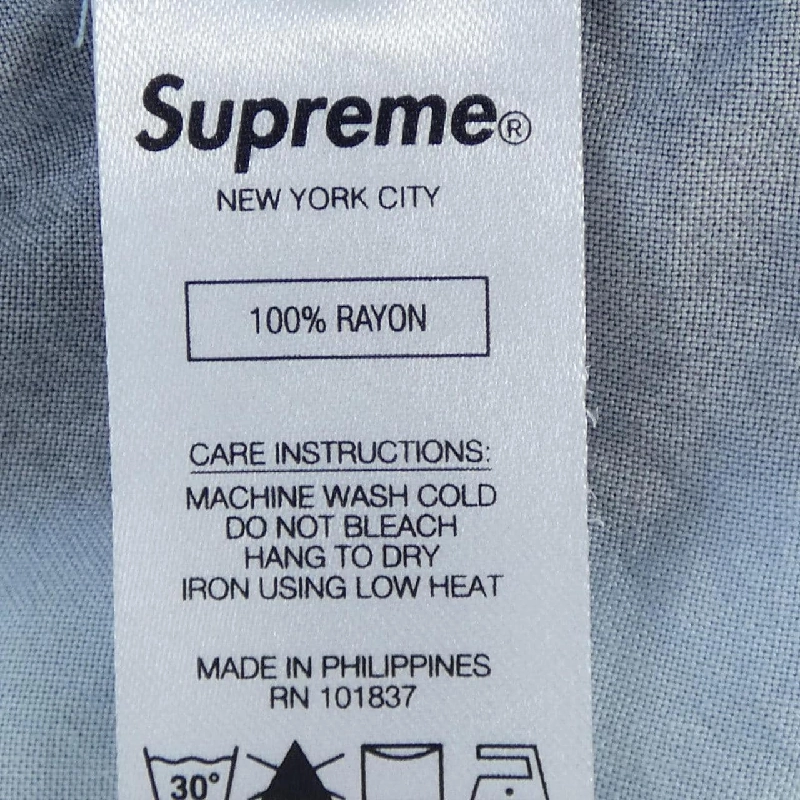 Supreme®
NEW YORK CITY
100% RAYON
CARE INSTRUCTIONS:
MACHINE WASH COLD
DO NOT BLEACH
HANG TO DRY
IRON USING LOW HEAT
MADE IN PHILIPPINES
RN 101837
30°